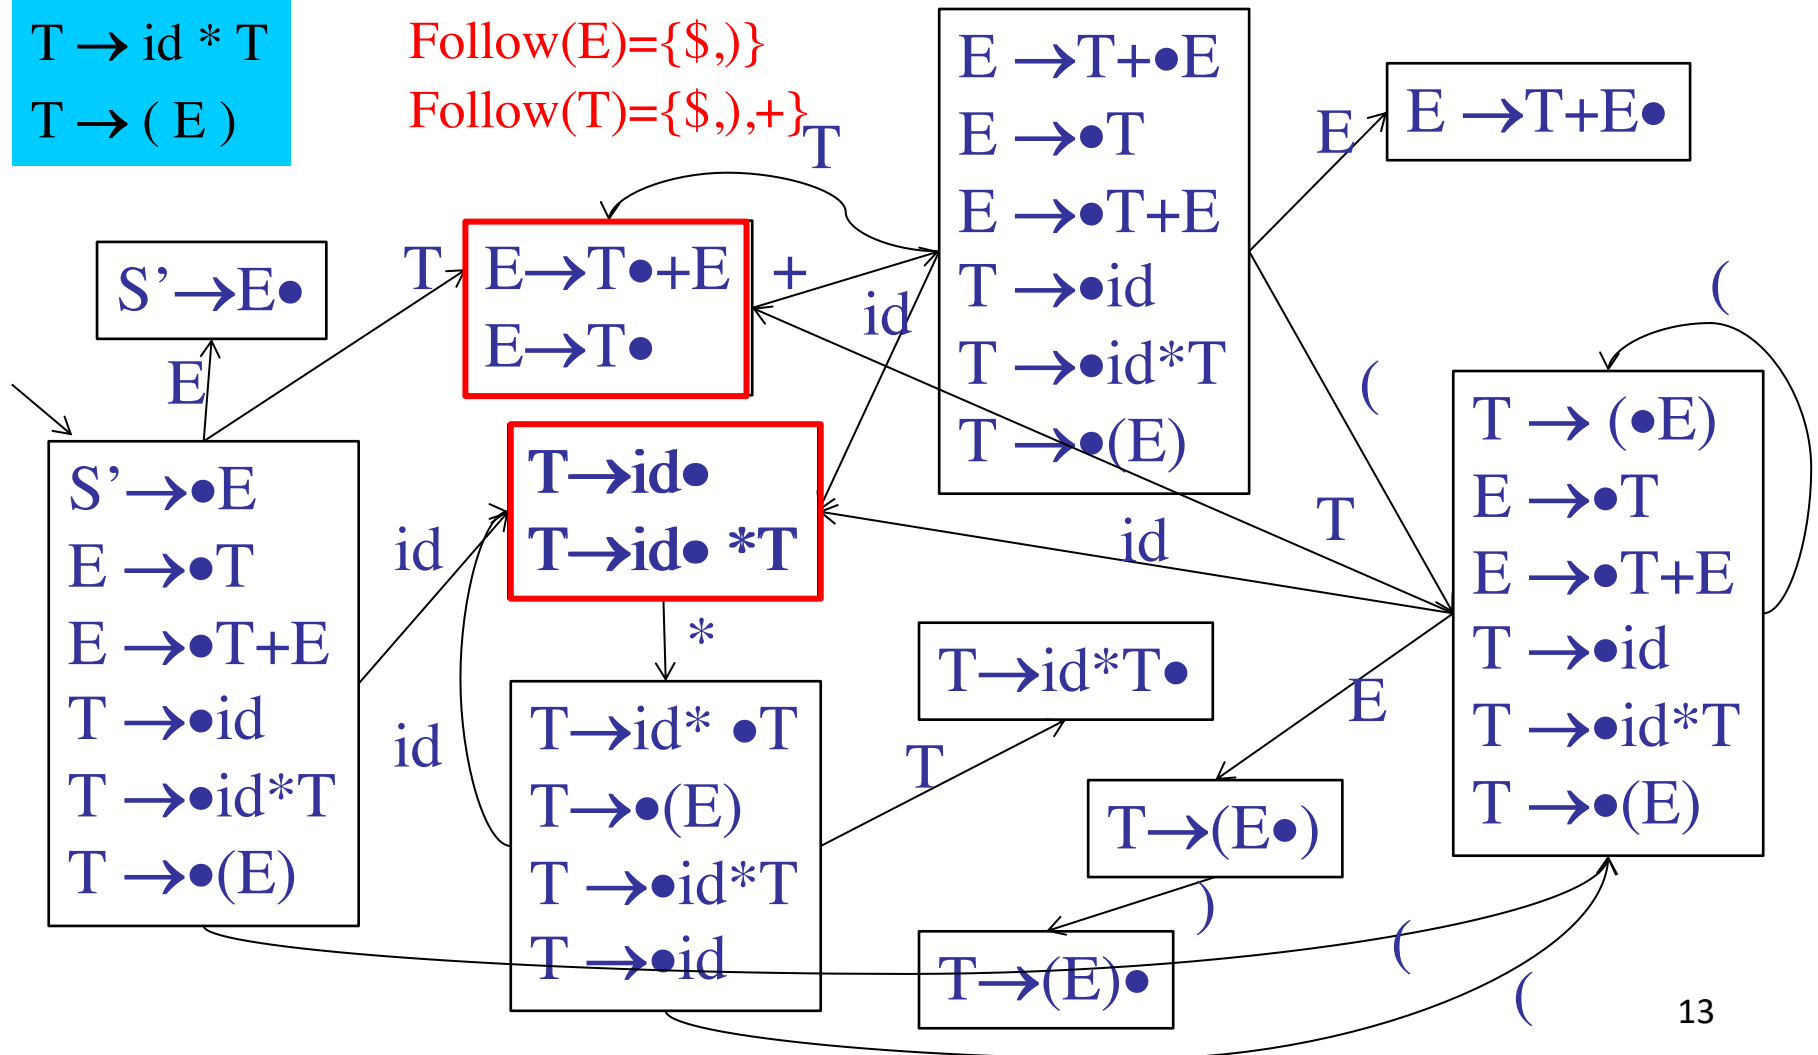 T → id * T
T → ( E )
Follow(E)={$,)}
Follow(T)={$,),+}
E →T+●E
E →●T
E →●T+E
T →●id
T →●id*T
T →●(E)
E
E →T+E●
T
S’→E●
T
E→T●+E
E→T●
+
id
(
(
E
T→id●
T→id● *T
T → (●E)
E →●T
E →●T+E
T →●id
T →●id*T
T →●(E)
S’→●E
E →●T
E →●T+E
T →●id
T →●id*T
T →●(E)
id
id
T
*
T→id*T●
E
id
T→id* ●T
T→●(E)
T →●id*T
T →●id
T
T→(E●)
)
T→(E)●
(
(
13